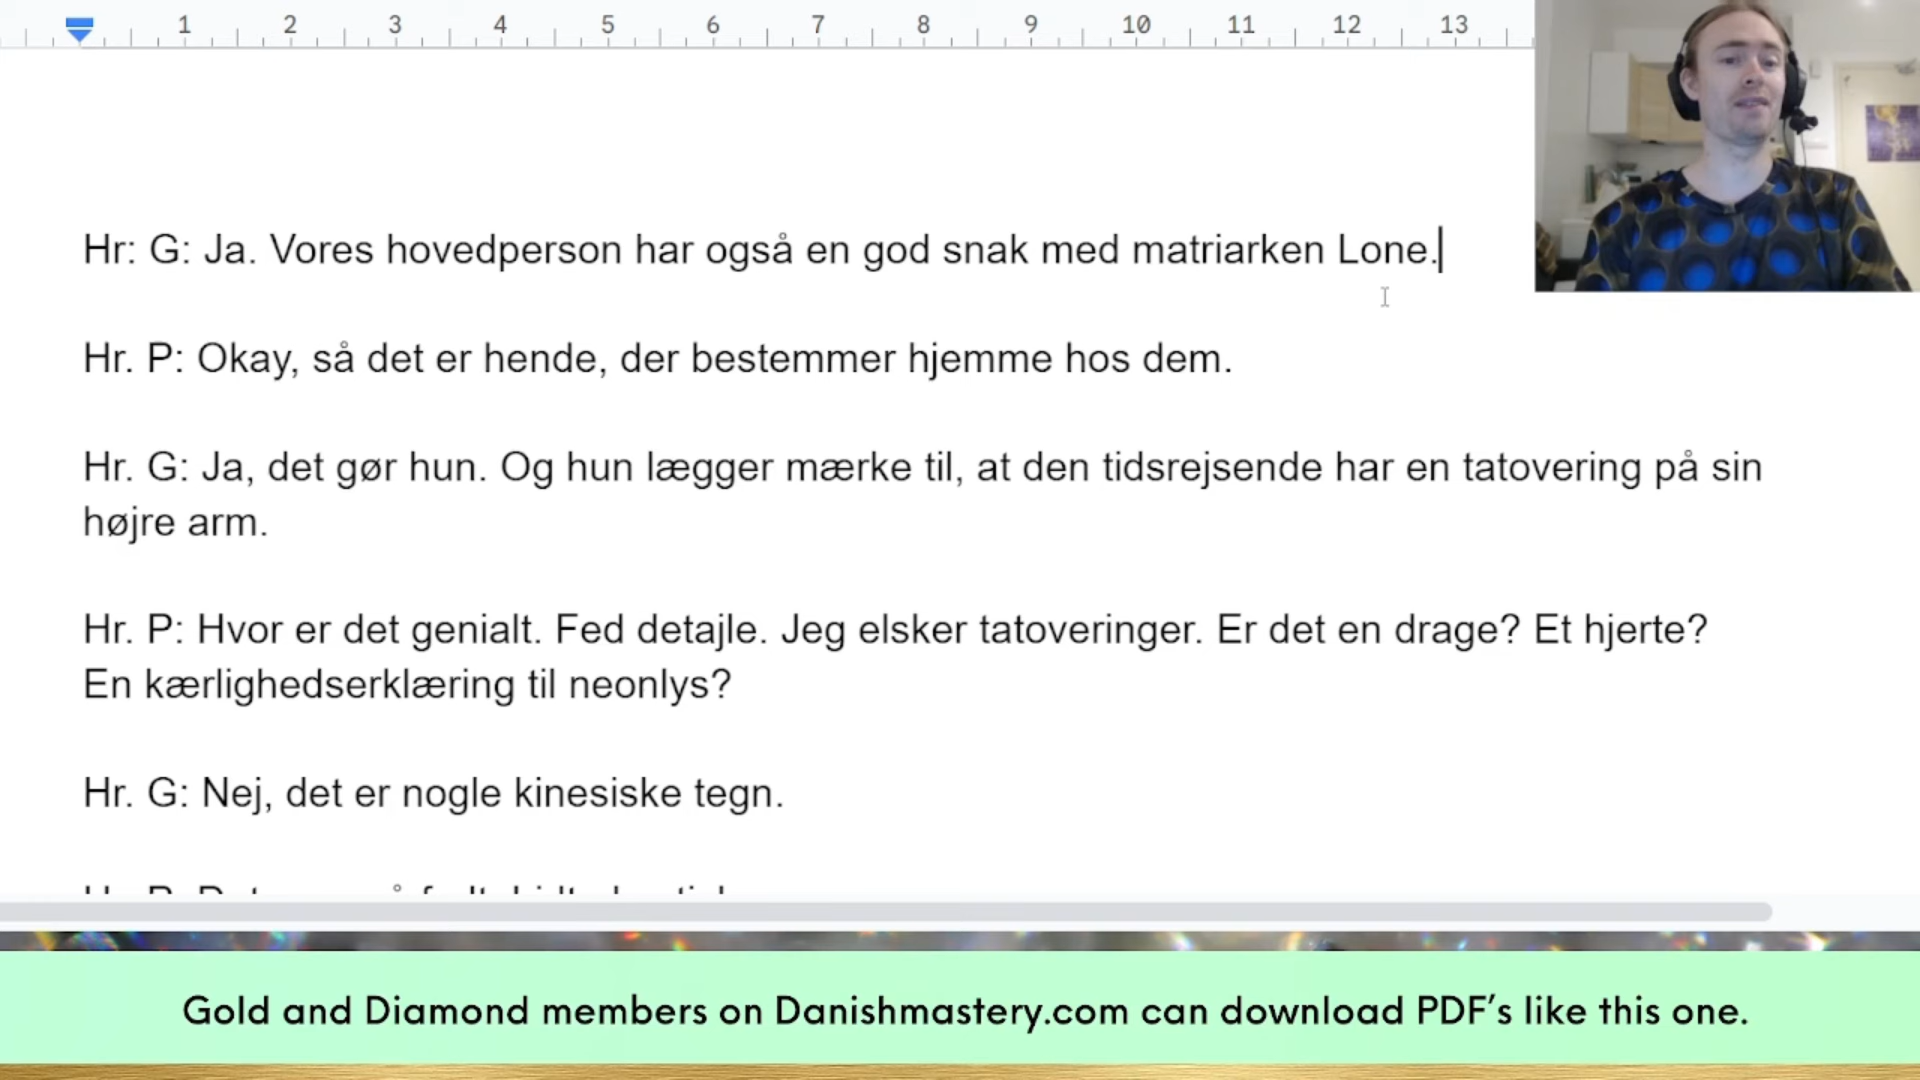 1 2 3 4 5 6 7 8 9 10 11 12 13
Hr: G: Ja. Vores hovedperson har også en god snak med matriarken Lone.
Hr. P: Okay, så det er hende, der bestemmer hjemme hos dem.
Hr. G: Ja, det gør hun. Og hun lægger mærke til, at den tidsrejsende har en tatovering på sin
højre arm.
Hr. P: Hvor er det genialt. Fed detajle. Jeg elsker tatoveringer. Er det en drage? Et hjerte?
En kærlighedserklæring til neonlys?
Hr. G: Nej, det er nogle kinesiske tegn.
Gold and Diamond members on Danishmastery.com can download PDF’s like this one.